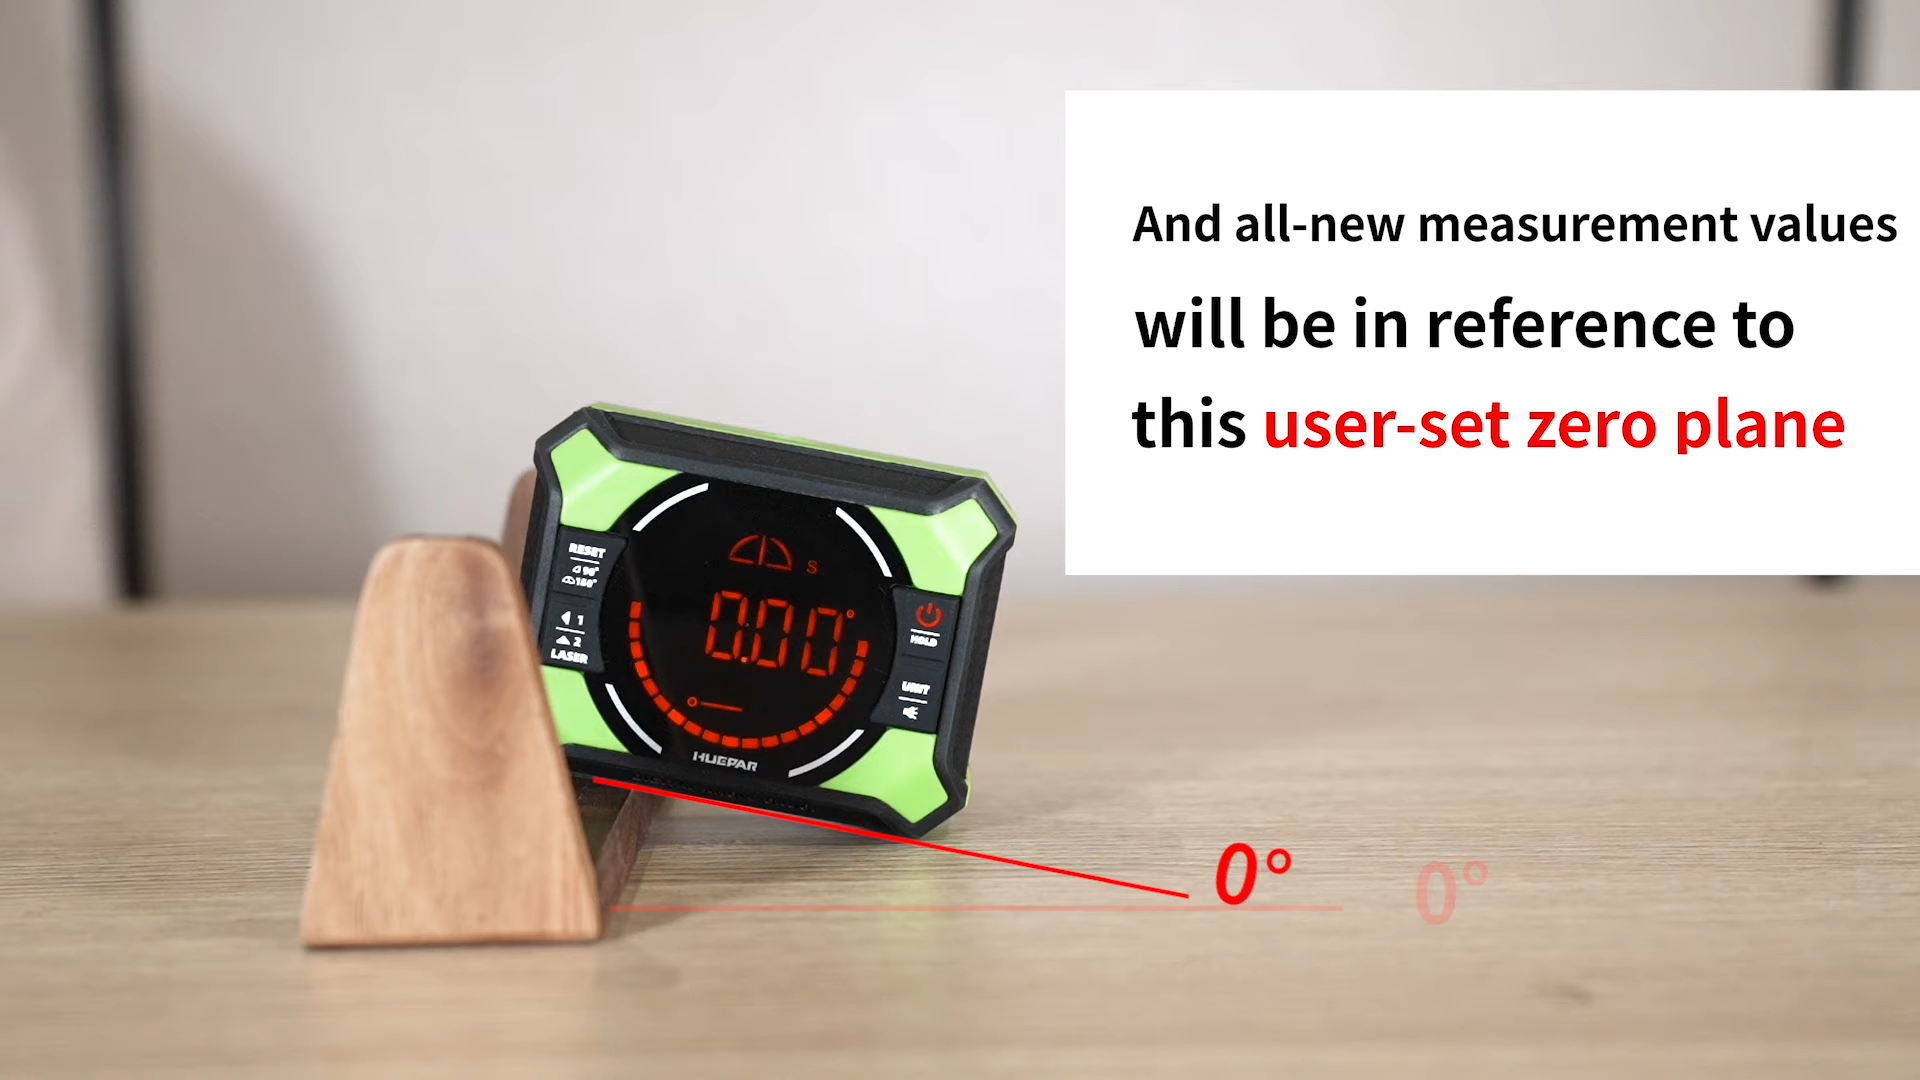 And all-new measurement values
will be in reference to
this user-set zero plane
S
RESET
90°
180°
0.00°
1
2
LASER
HOLD
UNIT
HUEPAR
0°
0°